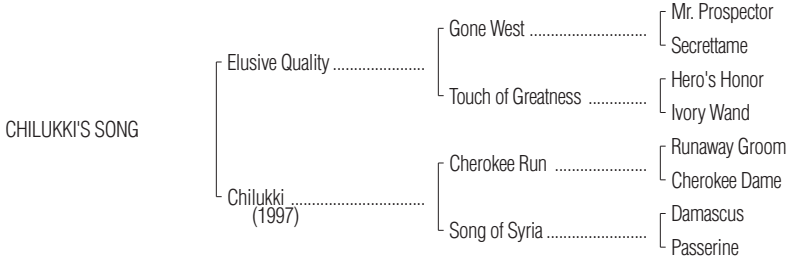 Mr. Prospector
Gone West ..............................
Secrettame
Elusive Quality ........................
Hero's Honor
Touch of Greatness ...............
Ivory Wand
CHILUKKI'S SONG
Runaway Groom
Cherokee Run ........................
Cherokee Dame
Chilukki ...................................
(1997)
Damascus
Song of Syria ..........................
Passerine